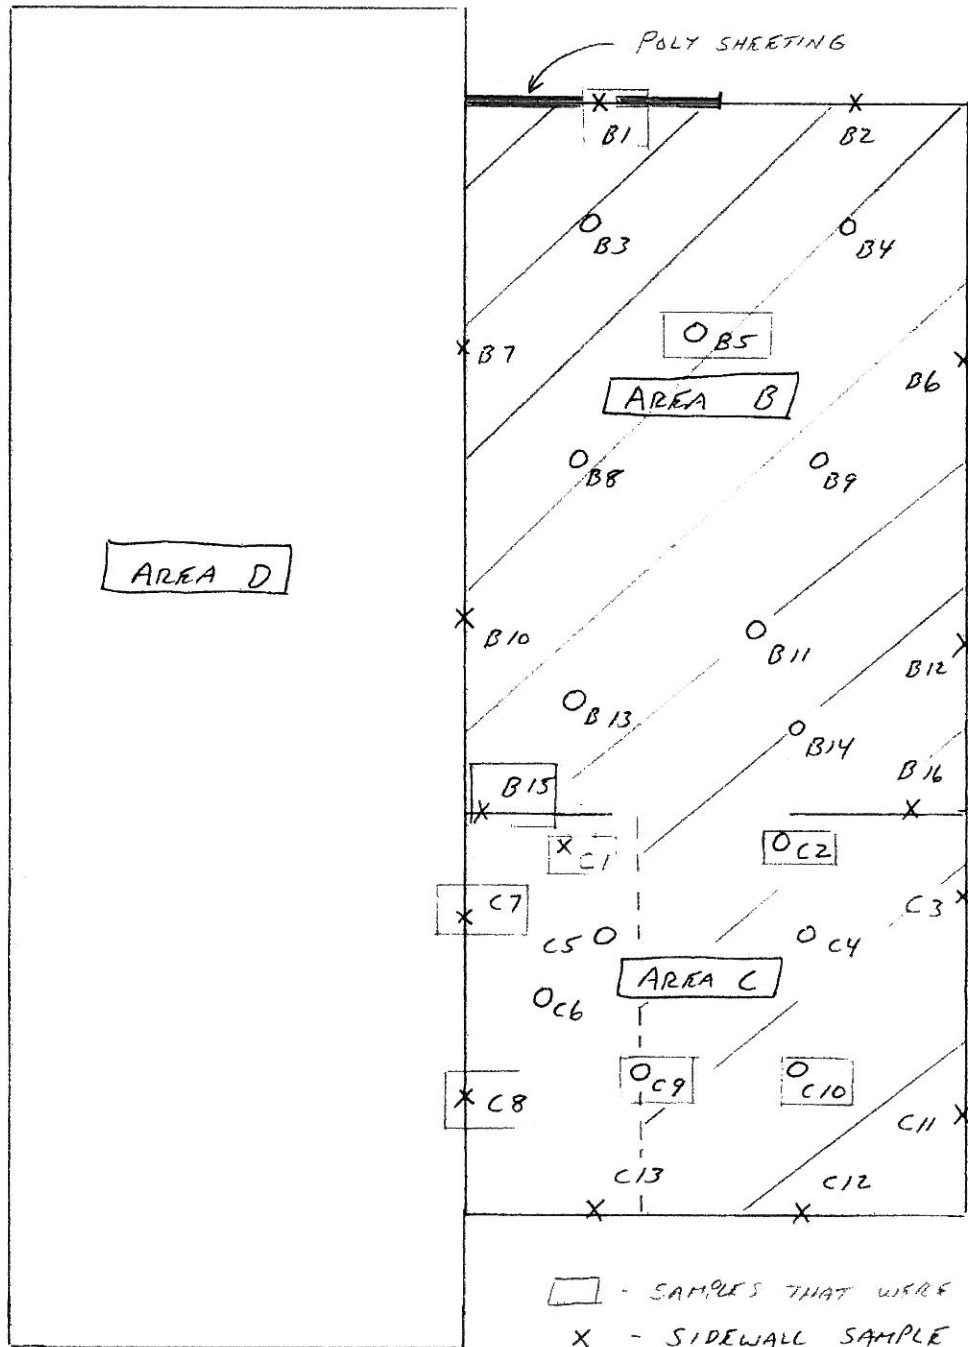 POLY SHEETING
B1
B2
B3
B4
B5
B7
B6
AREA B
B8
B9
AREA D
B10
B11
B12
B13
B14
B15
B16
C1
C2
C7
C3
C5
C4
AREA C
C6
C9
C10
C8
C11
C13
C12
- SAMPLES THAT WERE
X - SIDEWALL SAMPLE